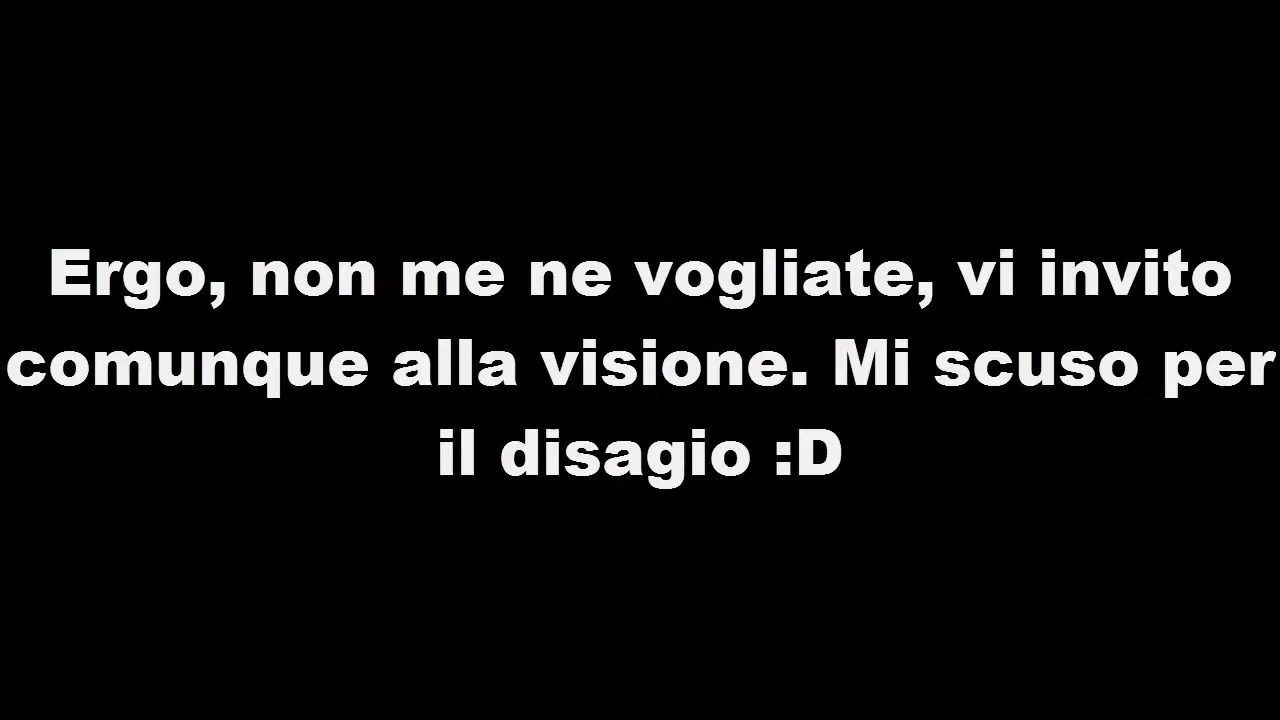 Ergo, non me ne vogliate, vi invito
comunque alla visione. Mi scuso per
il disagio :D